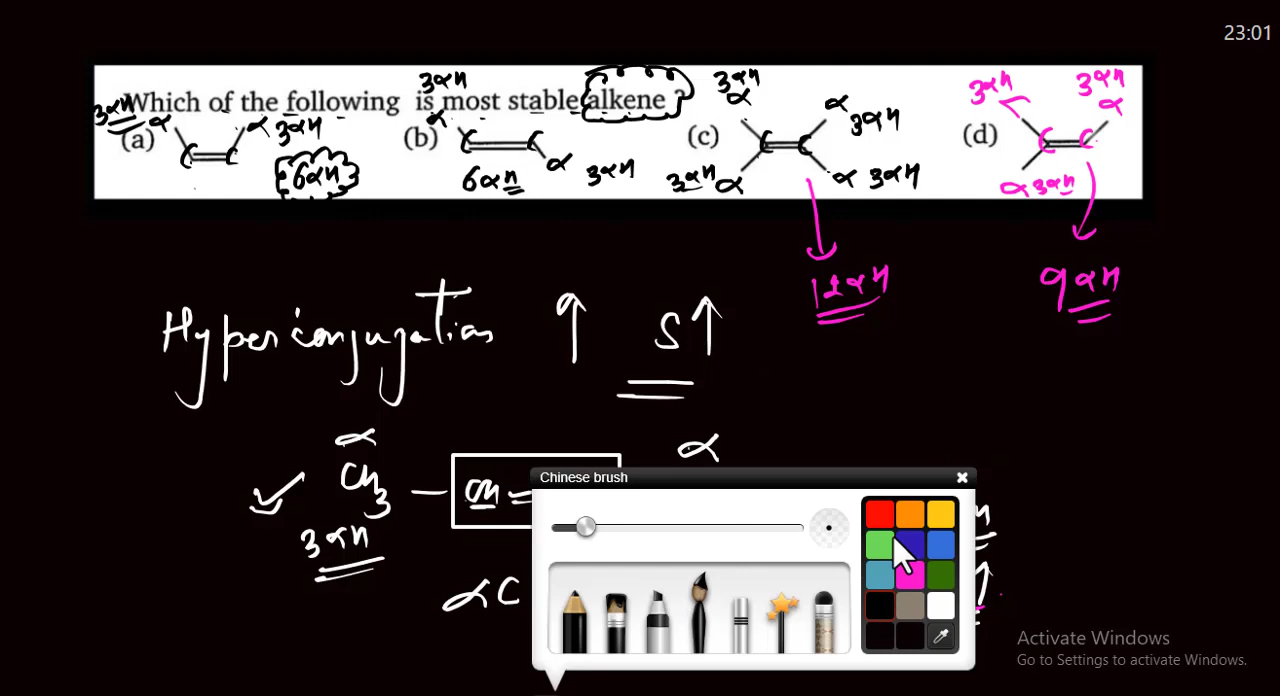 23:01
3αH 3αH 3αH 3αH
Which of the following is most stable alkene ?
3αH α α 3αH α α α 3αH α
(a) (b) (c) (d)
C C C C C C C C
6αH 6αH α 3αH 3αH α α 3αH α 3αH
12αH 9αH
Hyperconjugation ↑ S↑
α α
CH3 — CH =
3αH
αC
Chinese brush
Activate Windows
Go to Settings to activate Windows.